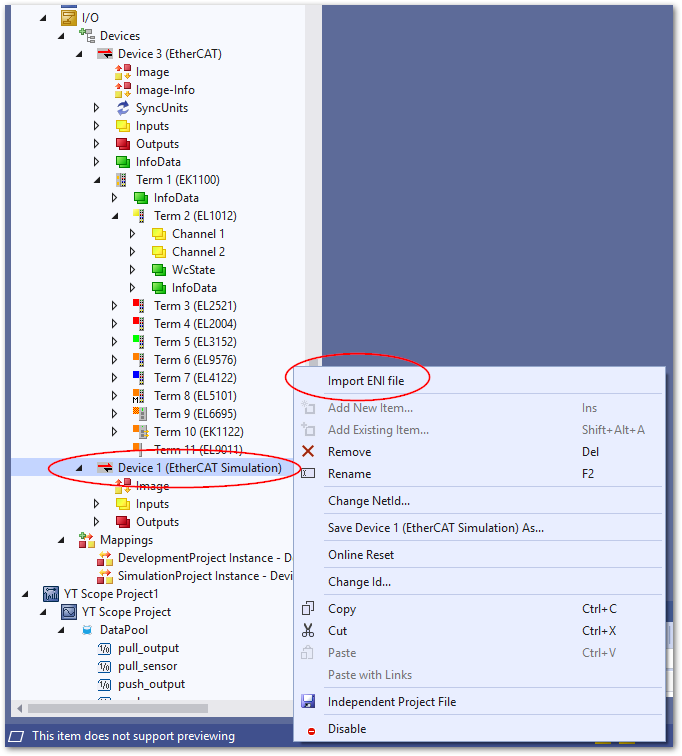 I/O
Devices
Device 3 (EtherCAT)
Image
Image-Info
SyncUnits
Inputs
Outputs
InfoData
Term 1 (EK1100)
InfoData
Term 2 (EL1012)
Channel 1
Channel 2
WcState
InfoData
Term 3 (EL2521)
Term 4 (EL2004)
Term 5 (EL3152)
Term 6 (EL9576)
Term 7 (EL4122)
Term 8 (EL5101)
Term 9 (EL6695)
Term 10 (EK1122)
Term 11 (EL9011)
Device 1 (EtherCAT Simulation)
Image
Inputs
Outputs
Mappings
DevelopmentProject Instance - D
SimulationProject Instance - Devi
YT Scope Project1
YT Scope Project
DataPool
pull_output
pull_sensor
push_output
Import ENI file
Add New Item... Ins
Add Existing Item... Shift+Alt+A
Remove Del
Rename F2
Change NetId...
Save Device 1 (EtherCAT Simulation) As...
Online Reset
Change Id...
Copy Ctrl+C
Cut Ctrl+X
Paste Ctrl+V
Paste with Links
Independent Project File
Disable
This item does not support previewing